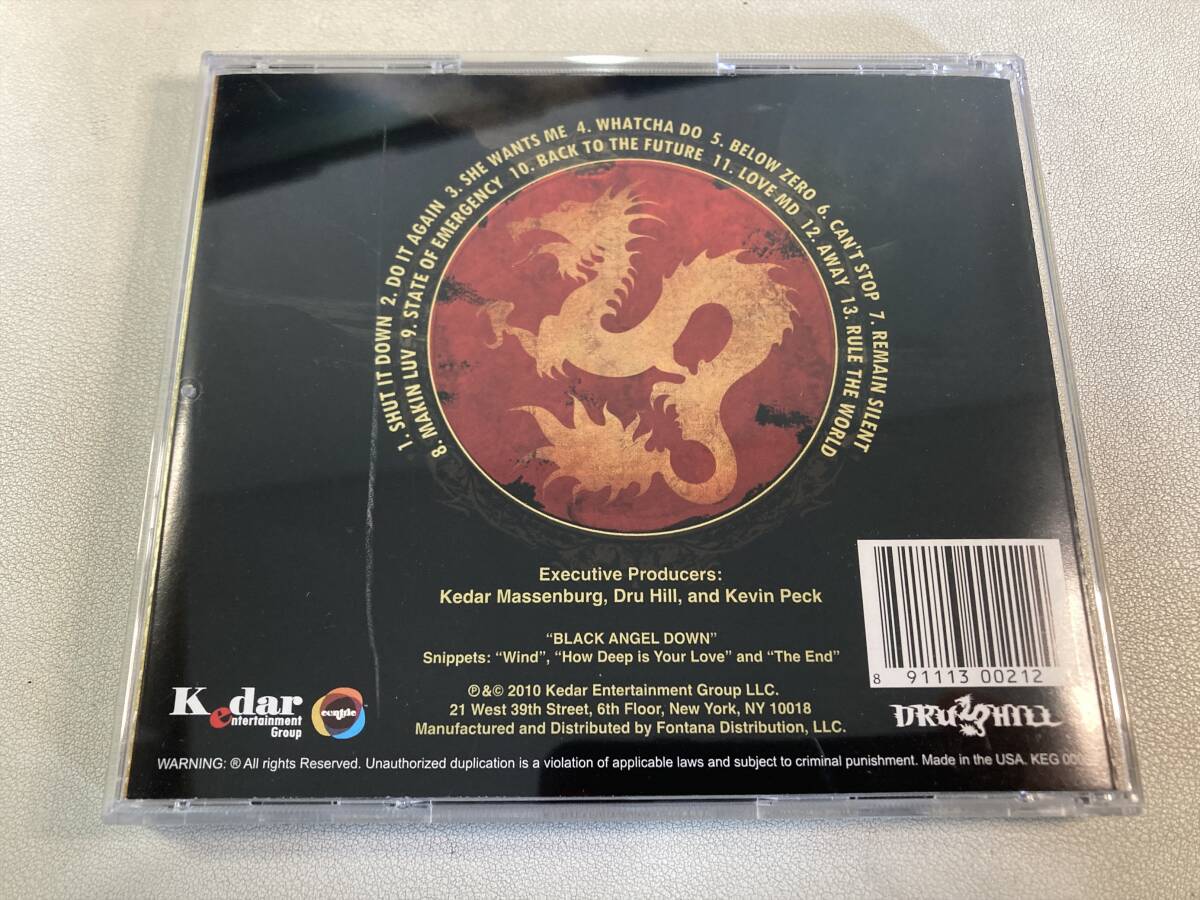 1. SHUT IT DOWN 2. DO IT AGAIN 3. SHE WANTS ME 4. WHATCHA DO 5. BELOW ZERO 6. CAN'T STOP 7. REMAIN SILENT
8. MAKIN LUV 9. STATE OF EMERGENCY 10. BACK TO THE FUTURE 11. LOVE MD 12. AWAY 13. RULE THE WORLD
Executive Producers:
Kedar Massenburg, Dru Hill, and Kevin Peck
"BLACK ANGEL DOWN"
Snippets: "Wind", "How Deep is Your Love" and "The End"
℗ & © 2010 Kedar Entertainment Group LLC.
21 West 39th Street, 6th Floor, New York, NY 10018
Manufactured and Distributed by Fontana Distribution, LLC.
8 91113 00212
Kedar
entertainment
Group
centric
TM
DRU HILL
WARNING: ® All rights Reserved. Unauthorized duplication is a violation of applicable laws and subject to criminal punishment. Made in the USA. KEG